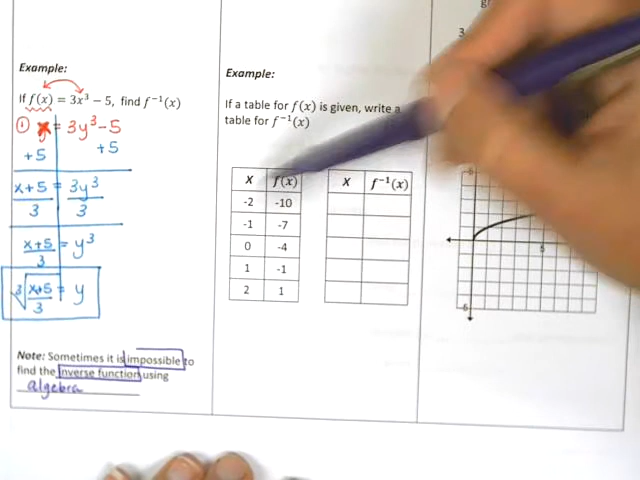 Example:
If f(x) = 3x³ − 5, find f⁻¹(x)
① x = 3y³ - 5
+5 +5
x+5 = 3y³
3 3
x+5 = y³
3
³√x+5 = y
3
Note: Sometimes it is impossible to
find the inverse function using
algebra
Example:
If a table for f(x) is given, write a
table for f⁻¹(x)
X f(x)
-2 -10
-1 -7
0 -4
1 -1
2 1
X f⁻¹(x)
3